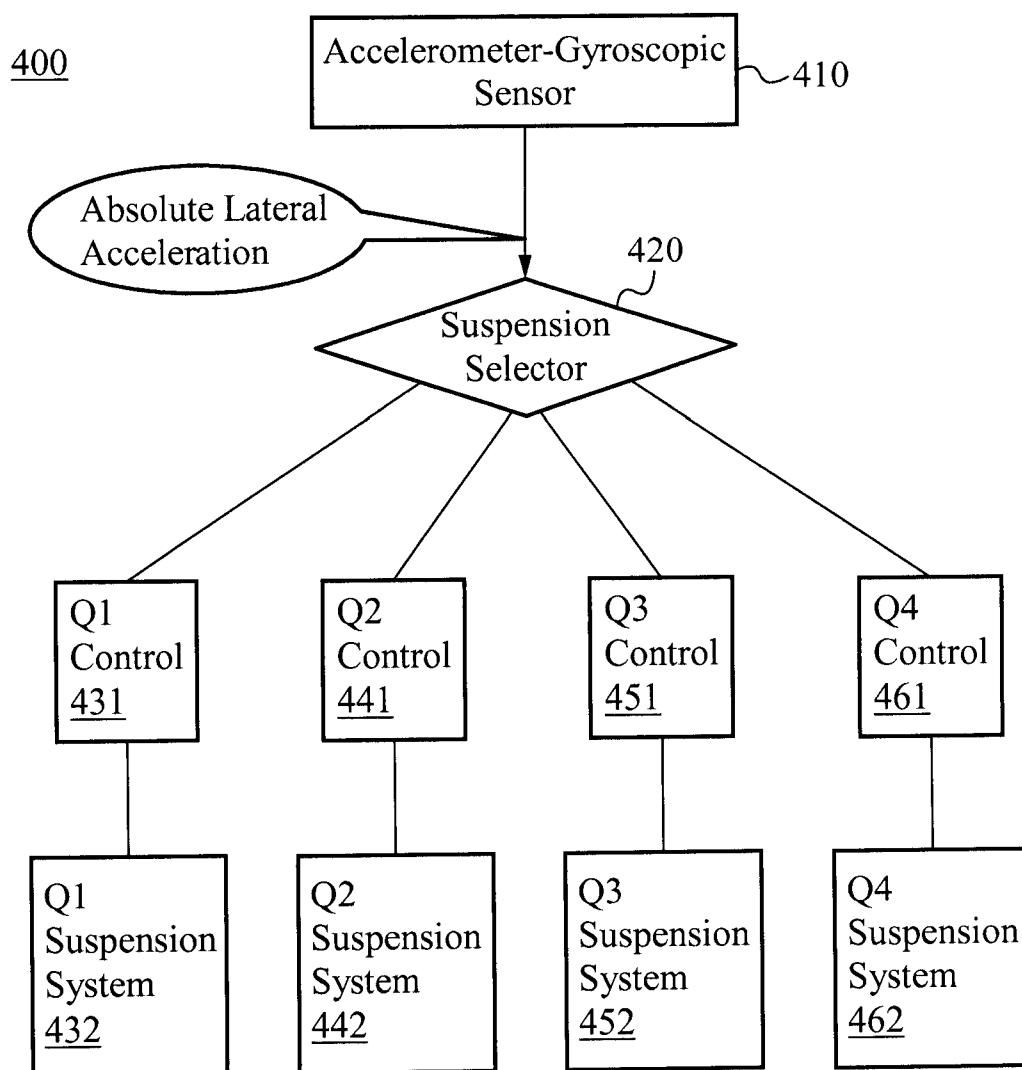 400
Accelerometer-Gyroscopic
Sensor
410
Absolute Lateral
Acceleration
420
Suspension
Selector
Q1
Control
431
Q2
Control
441
Q3
Control
451
Q4
Control
461
Q1
Suspension
System
432
Q2
Suspension
System
442
Q3
Suspension
System
452
Q4
Suspension
System
462